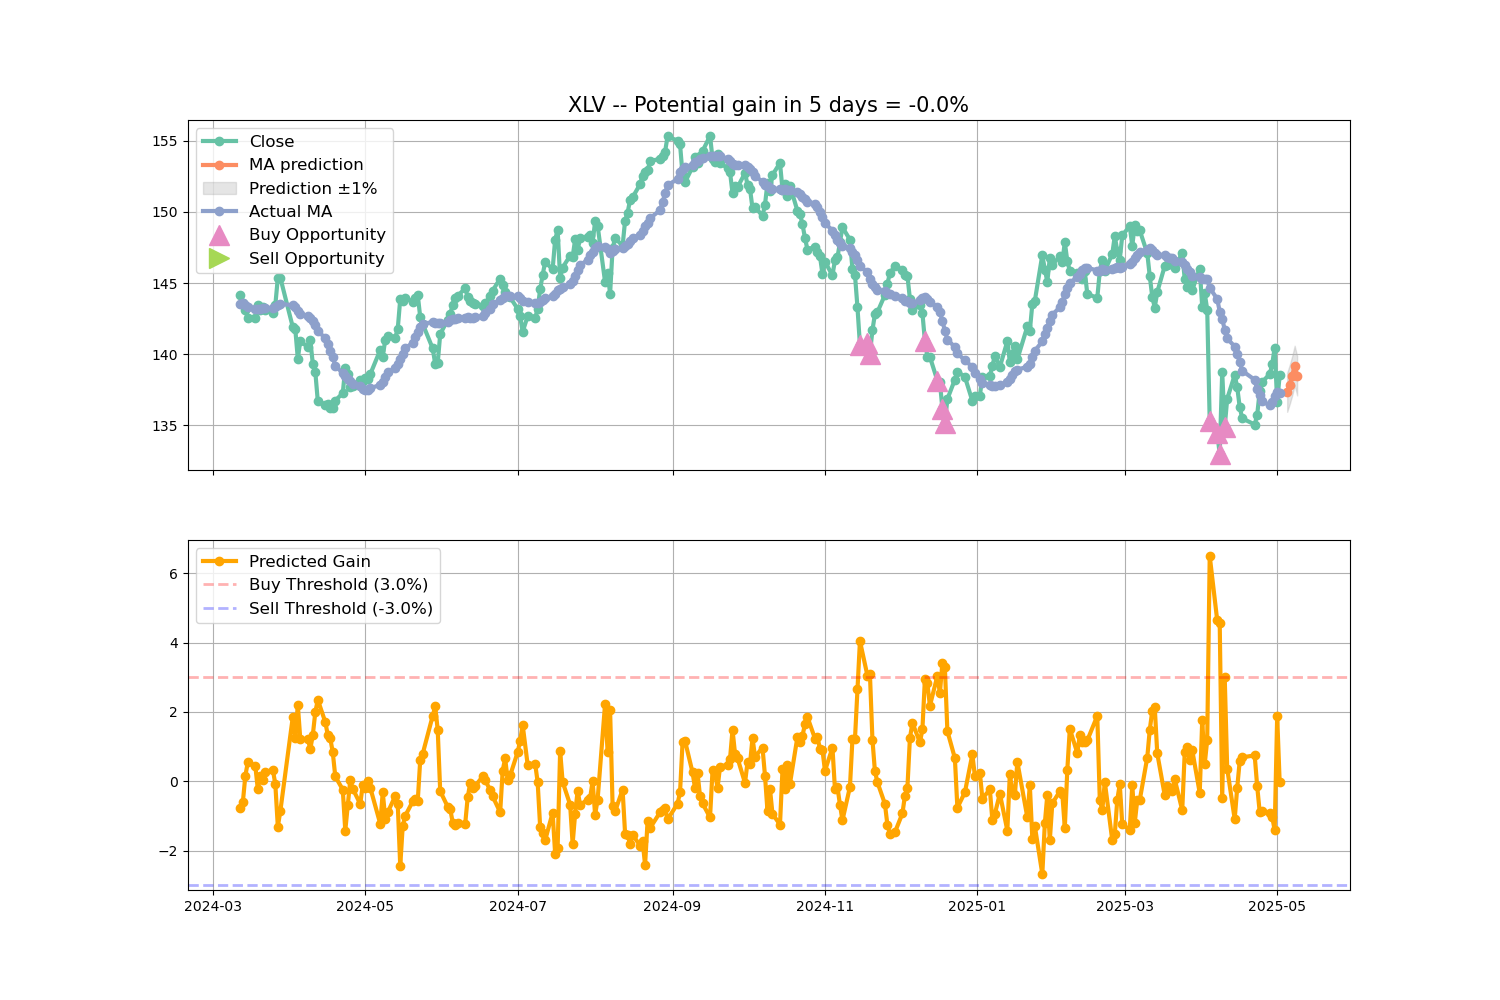 XLV -- Potential gain in 5 days = -0.0%
155
150
145
140
135
Close
MA prediction
Prediction ±1%
Actual MA
Buy Opportunity
Sell Opportunity
6
4
2
0
−2
Predicted Gain
Buy Threshold (3.0%)
Sell Threshold (-3.0%)
2024-03
2024-05
2024-07
2024-09
2024-11
2025-01
2025-03
2025-05